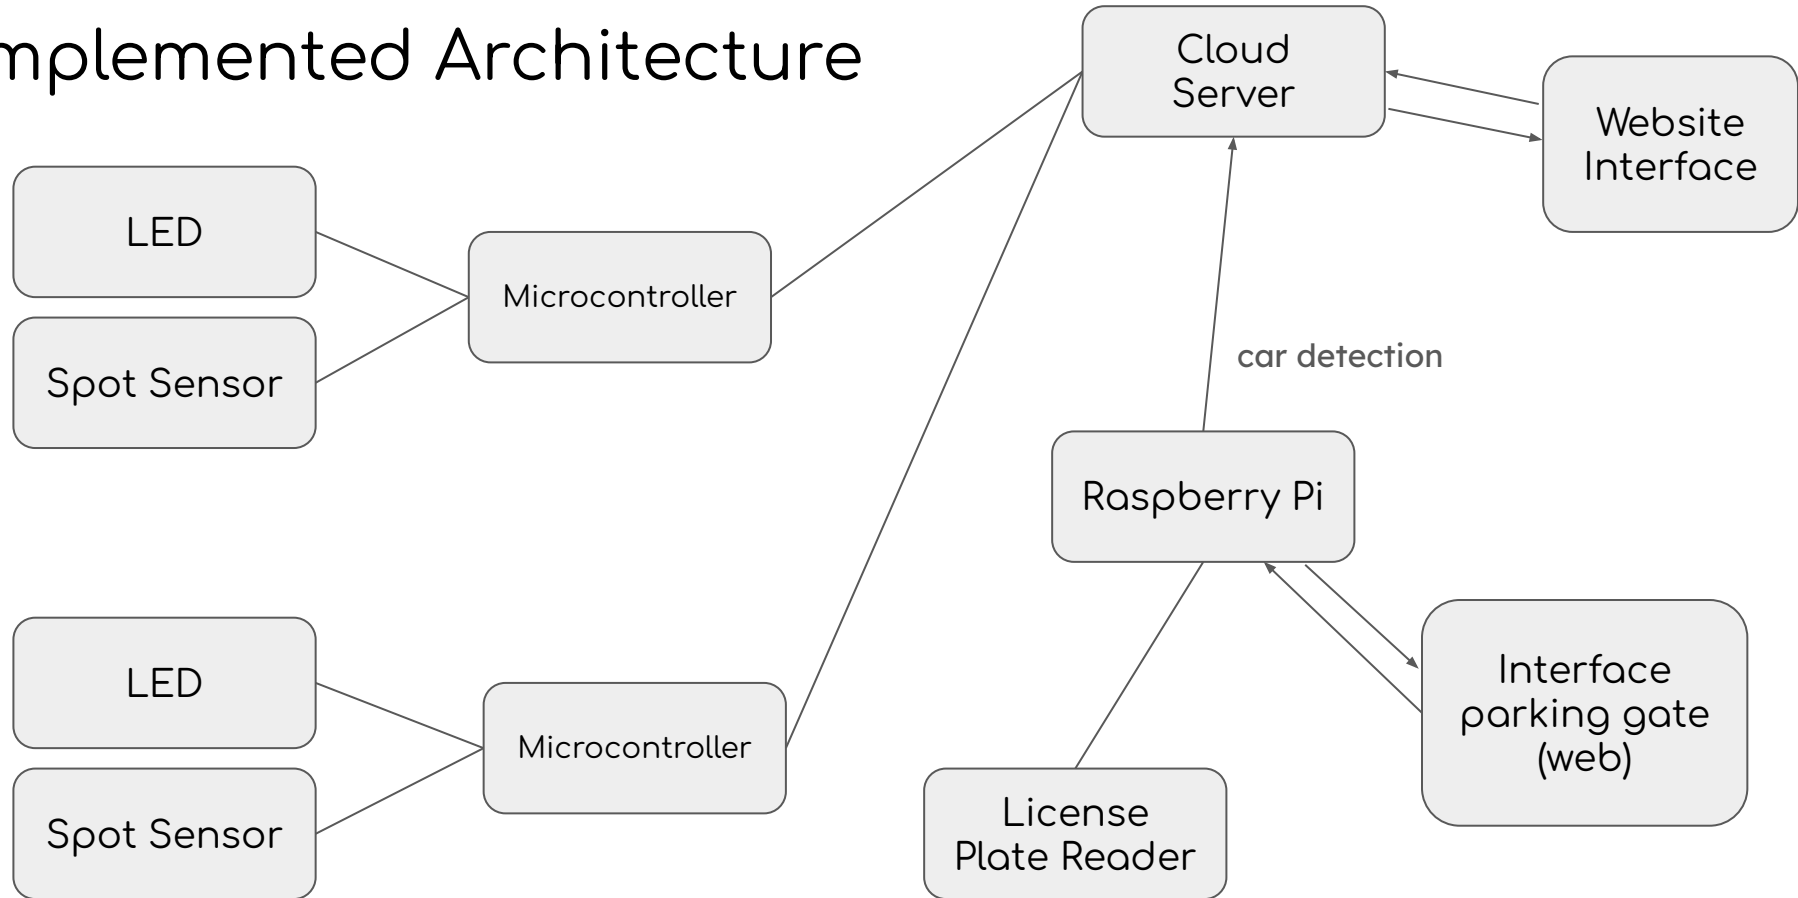 mplemented Architecture
Cloud
Server
Website
Interface
LED
Microcontroller
Spot Sensor
car detection
Raspberry Pi
LED
Microcontroller
Spot Sensor
Interface
parking gate
(web)
License
Plate Reader